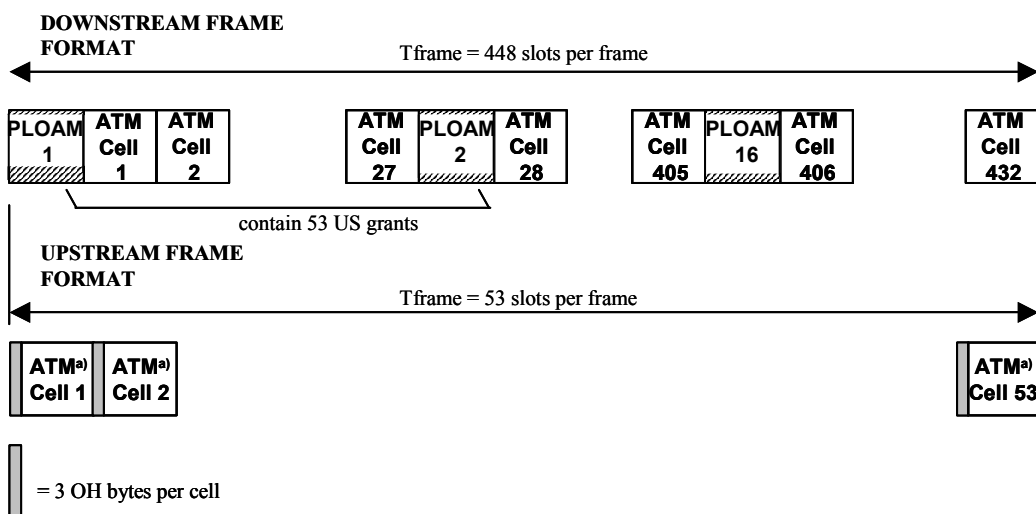 DOWNSTREAM FRAME
FORMAT
Tframe = 448 slots per frame
PLOAM
1
ATM
Cell
1
ATM
Cell
2
ATM
Cell
27
PLOAM
2
ATM
Cell
28
ATM
Cell
405
PLOAM
16
ATM
Cell
406
ATM
Cell
432
contain 53 US grants
UPSTREAM FRAME
FORMAT
Tframe = 53 slots per frame
ATMa)
Cell 1
ATMa)
Cell 2
ATMa)
Cell 53
= 3 OH bytes per cell